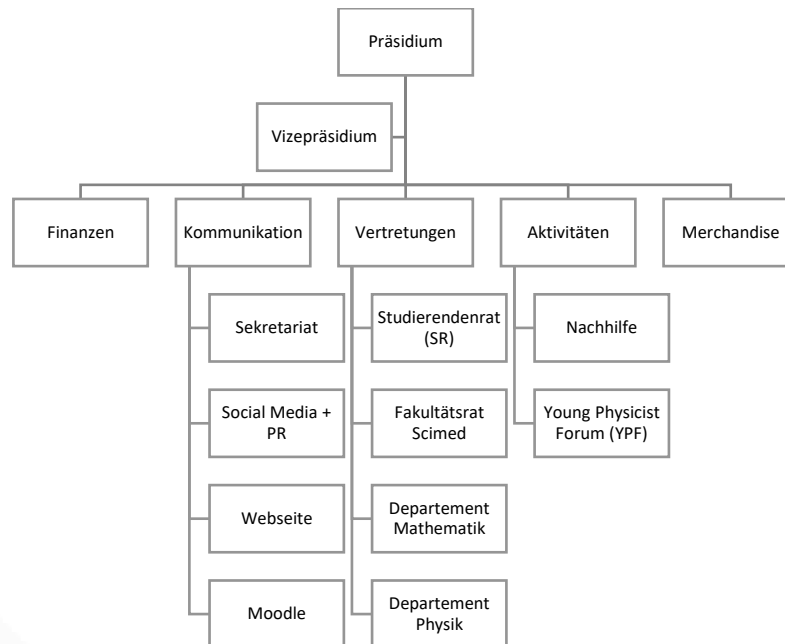 Präsidium
Vizepräsidium
Finanzen
Kommunikation
Vertretungen
Aktivitäten
Merchandise
Sekretariat
Studierendenrat
(SR)
Nachhilfe
Social Media +
PR
Fakultätsrat
Scimed
Young Physicist
Forum (YPF)
Webseite
Departement
Mathematik
Moodle
Departement
Physik